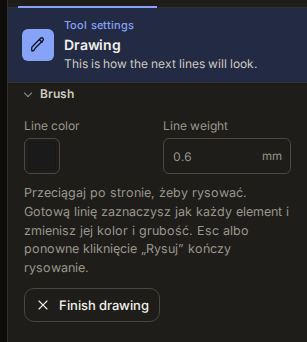 Tool settings
Drawing
This is how the next lines will look.
Brush
Line color
Line weight
0.6 mm
Przeciągaj po stronie, żeby rysować.
Gotową linię zaznaczysz jak każdy element i
zmienisz jej kolor i grubość. Esc albo
ponowne kliknięcie „Rysuj” kończy
rysowanie.
Finish drawing